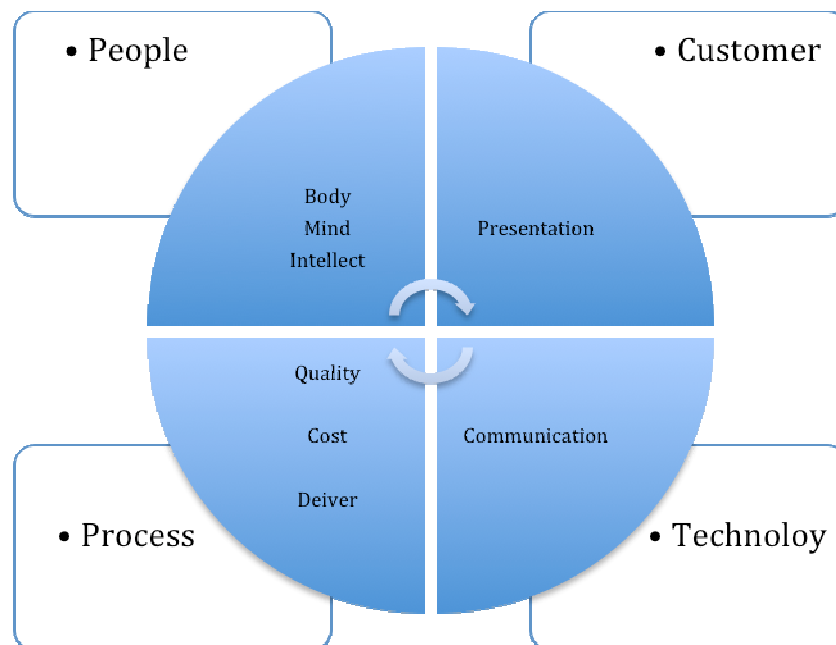 • People
• Customer
Body
Mind
Intellect
Presentation
Quality
Cost
Deiver
Communication
• Process
• Technoloy